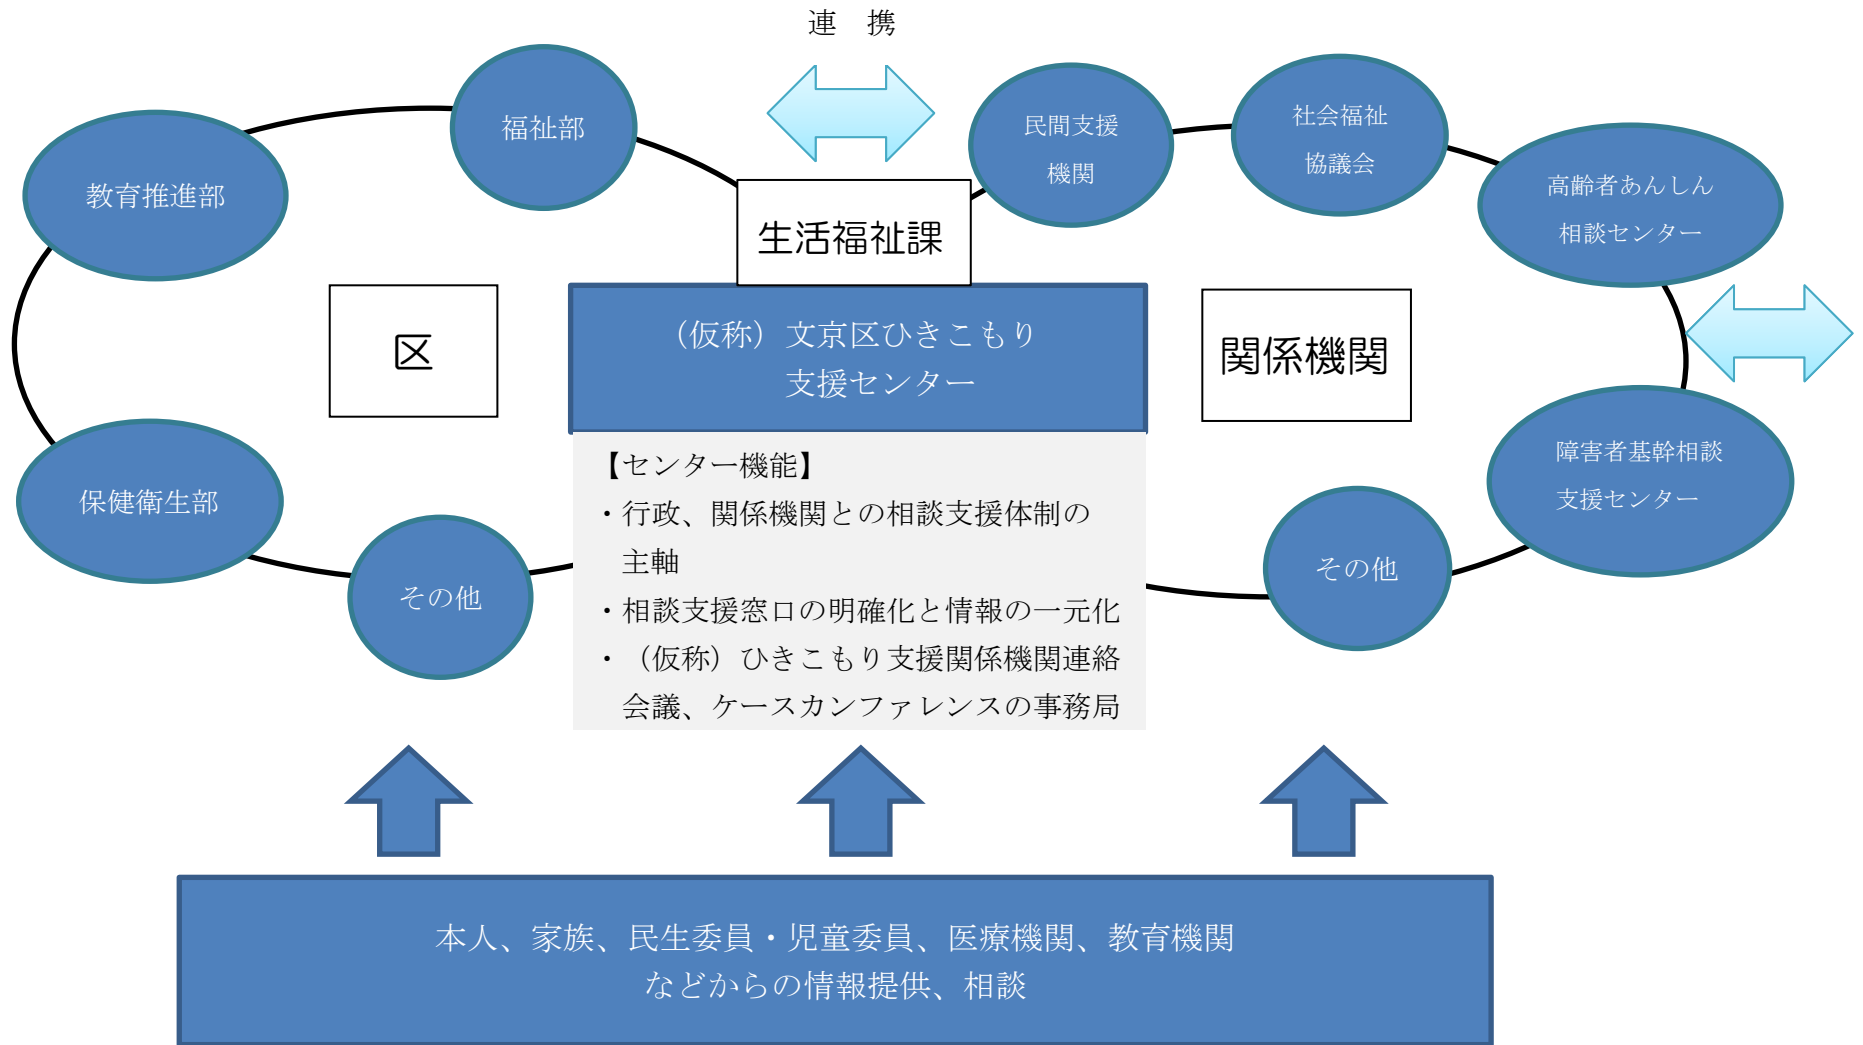 連　携
福祉部
民間支援
機関
社会福祉
協議会
教育推進部
高齢者あんしん
相談センター
生活福祉課
区
（仮称）文京区ひきこもり
支援センター
関係機関
保健衛生部
その他
【センター機能】
・行政、関係機関との相談支援体制の
主軸
・相談支援窓口の明確化と情報の一元化
・（仮称）ひきこもり支援関係機関連絡
会議、ケースカンファレンスの事務局
障害者基幹相談
支援センター
その他
本人、家族、民生委員・児童委員、医療機関、教育機関
などからの情報提供、相談